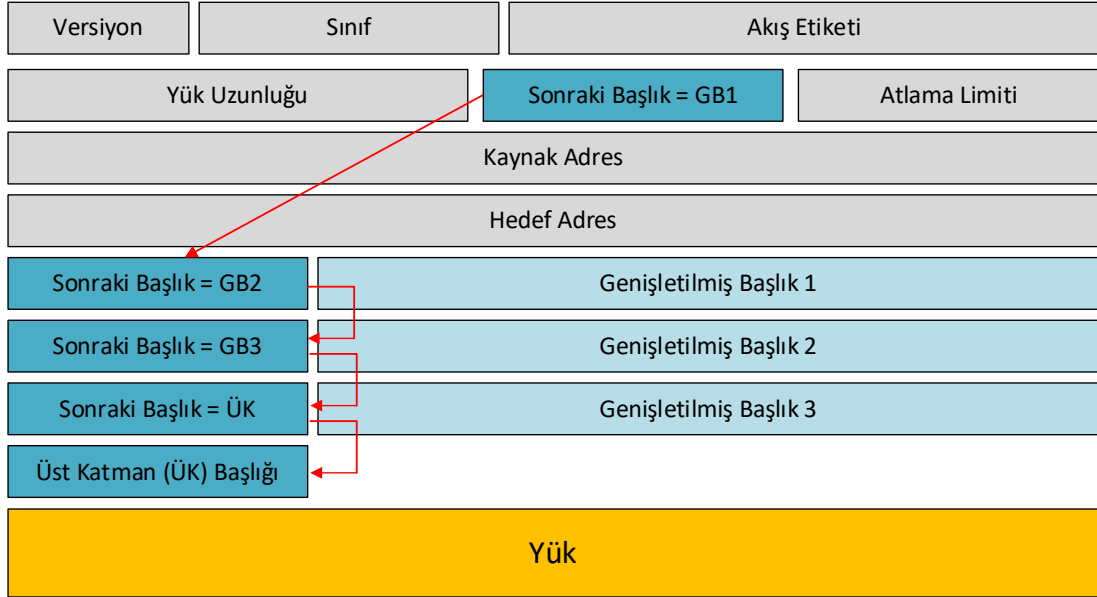 Versiyon
Sınıf
Akış Etiketi
Yük Uzunluğu
Sonraki Başlık = GB1
Atlama Limiti
Kaynak Adres
Hedef Adres
Sonraki Başlık = GB2
Genişletilmiş Başlık 1
Sonraki Başlık = GB3
Genişletilmiş Başlık 2
Sonraki Başlık = ÜK
Genişletilmiş Başlık 3
Üst Katman (ÜK) Başlığı
Yük